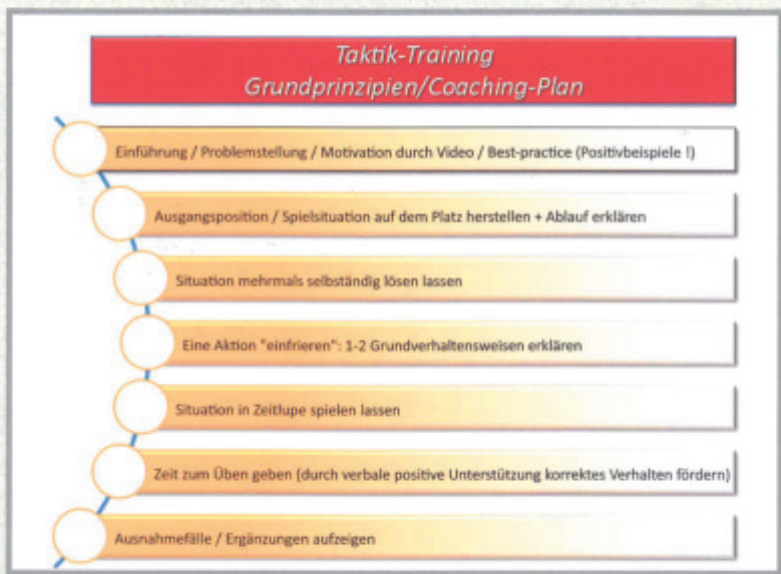 Taktik-Training
Grundprinzipien/Coaching-Plan
Einführung / Problemstellung / Motivation durch Video / Best-practice (Positivbeispiele !)
Ausgangsposition / Spielsituation auf dem Platz herstellen + Ablauf erklären
Situation mehrmals selbständig lösen lassen
Eine Aktion "einfrieren": 1-2 Grundverhaltensweisen erklären
Situation in Zeitlupe spielen lassen
Zeit zum Üben geben (durch verbale positive Unterstützung korrektes Verhalten fördern)
Ausnahmefälle / Ergänzungen aufzeigen